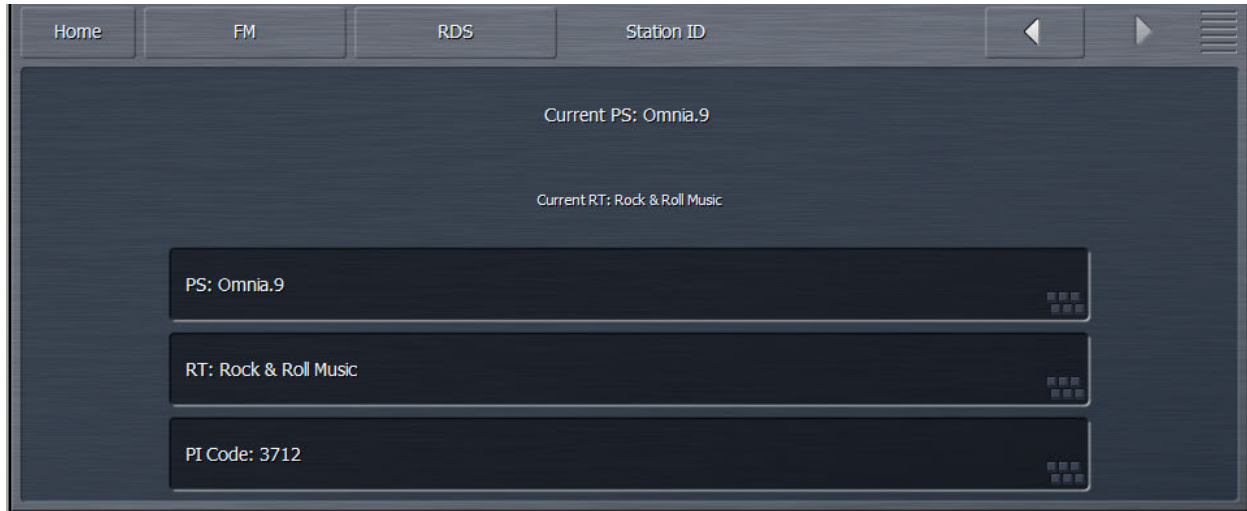 Home FM RDS Station ID
Current PS: Omnia.9
Current RT: Rock & Roll Music
PS: Omnia.9
RT: Rock & Roll Music
PI Code: 3712